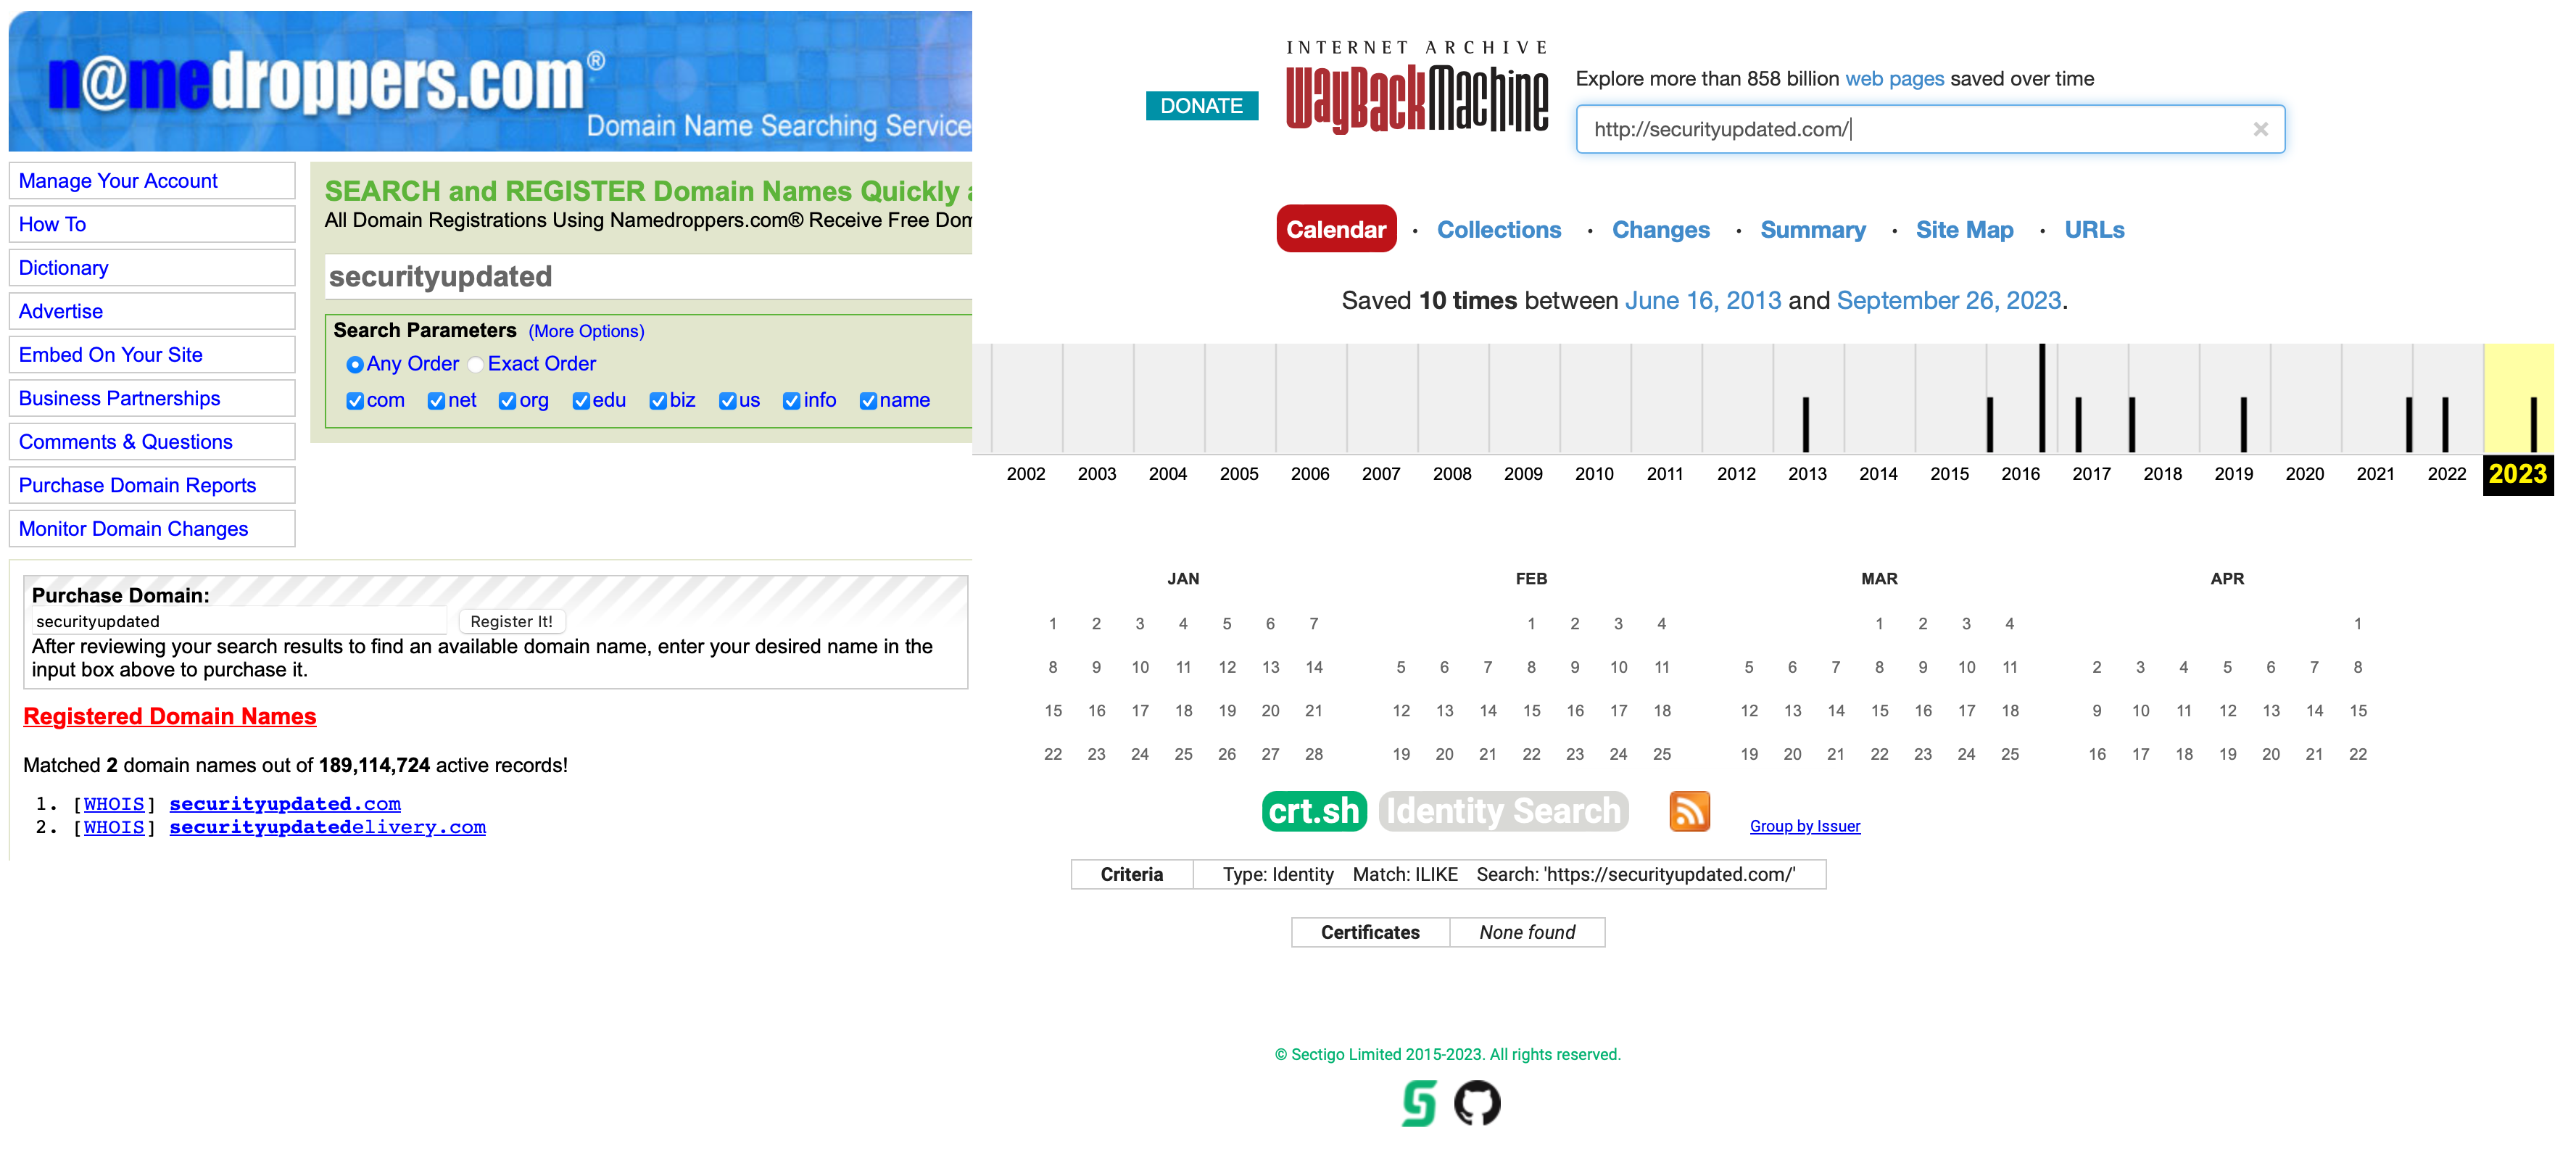 n@medroppers.com®
Domain Name Searching Service
Manage Your Account
How To
Dictionary
Advertise
Embed On Your Site
Business Partnerships
Comments & Questions
Purchase Domain Reports
Monitor Domain Changes
SEARCH and REGISTER Domain Names Quickly a
All Domain Registrations Using Namedroppers.com® Receive Free Dom
securityupdated
Search Parameters (More Options)
Any Order Exact Order
com net org edu biz us info name
Purchase Domain:
securityupdated Register It!
After reviewing your search results to find an available domain name, enter your desired name in the
input box above to purchase it.
Registered Domain Names
Matched 2 domain names out of 189,114,724 active records!
1. [WHOIS] securityupdated.com
2. [WHOIS] securityupdatedelivery.com
DONATE
INTERNET ARCHIVE
WayBackMachine
Explore more than 858 billion web pages saved over time
http://securityupdated.com/
×
Calendar · Collections · Changes · Summary · Site Map · URLs
Saved 10 times between June 16, 2013 and September 26, 2023.
2002 2003 2004 2005 2006 2007 2008 2009 2010 2011 2012 2013 2014 2015 2016 2017 2018 2019 2020 2021 2022 2023
JAN
1 2 3 4 5 6 7
8 9 10 11 12 13 14
15 16 17 18 19 20 21
22 23 24 25 26 27 28
FEB
1 2 3 4
5 6 7 8 9 10 11
12 13 14 15 16 17 18
19 20 21 22 23 24 25
MAR
1 2 3 4
5 6 7 8 9 10 11
12 13 14 15 16 17 18
19 20 21 22 23 24 25
APR
1
2 3 4 5 6 7 8
9 10 11 12 13 14 15
16 17 18 19 20 21 22
crt.sh Identity Search Group by Issuer
Criteria Type: Identity Match: ILIKE Search: 'https://securityupdated.com/'
Certificates None found
© Sectigo Limited 2015-2023. All rights reserved.